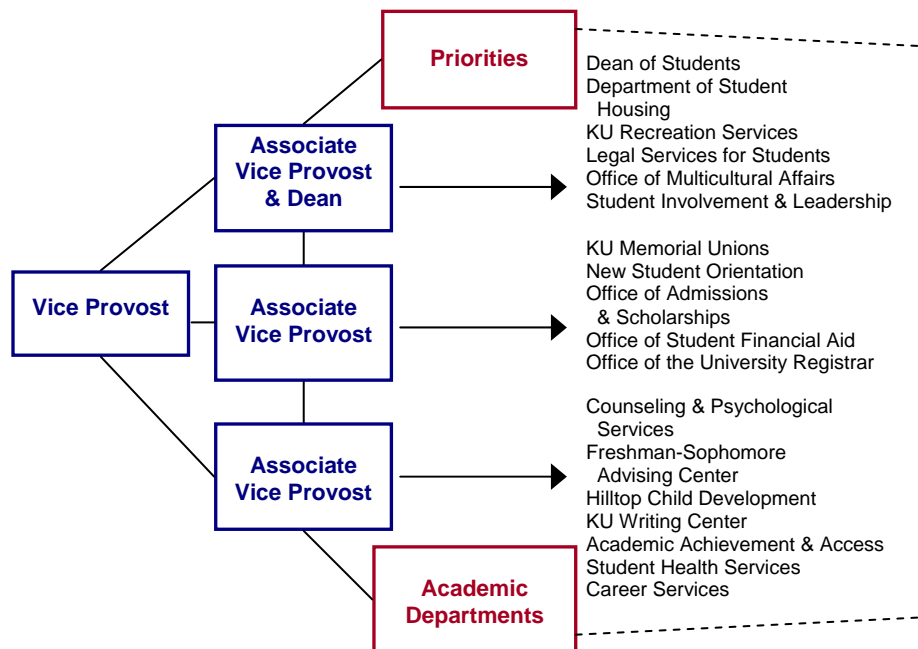 Priorities
Dean of Students
Department of Student
Housing
KU Recreation Services
Legal Services for Students
Office of Multicultural Affairs
Student Involvement & Leadership
Associate
Vice Provost
& Dean
Vice Provost
Associate
Vice Provost
KU Memorial Unions
New Student Orientation
Office of Admissions
& Scholarships
Office of Student Financial Aid
Office of the University Registrar
Associate
Vice Provost
Counseling & Psychological
Services
Freshman-Sophomore
Advising Center
Hilltop Child Development
KU Writing Center
Academic Achievement & Access
Student Health Services
Career Services
Academic
Departments